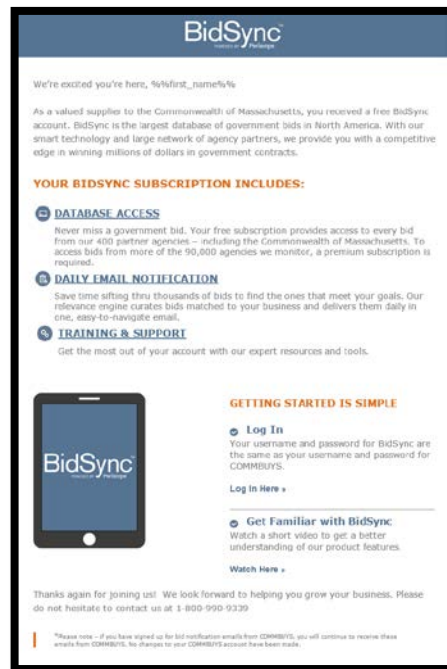 BidSync™
POWERED BY Periscope
We're excited you're here, %%first_name%%
As a valued supplier to the Commonwealth of Massachusetts, you received a free BidSync
account. BidSync is the largest database of government bids in North America. With our
smart technology and large network of agency partners, we provide you with a competitive
edge in winning millions of dollars in government contracts.
YOUR BIDSYNC SUBSCRIPTION INCLUDES:
DATABASE ACCESS
Never miss a government bid. Your free subscription provides access to every bid
from our 400 partner agencies – including the Commonwealth of Massachusetts. To
access bids from more of the 90,000 agencies we monitor, a premium subscription is
required.
DAILY EMAIL NOTIFICATION
Save time sifting thru thousands of bids to find the ones that meet your goals. Our
relevance engine curates bids matched to your business and delivers them daily in
one, easy-to-navigate email.
TRAINING & SUPPORT
Get the most out of your account with our expert resources and tools.
BidSync™
POWERED BY Periscope
GETTING STARTED IS SIMPLE
Log In
Your username and password for BidSync are
the same as your username and password for
COMMBUYS.
Log In Here »
Get Familiar with BidSync
Watch a short video to get a better
understanding of our product features.
Watch Here »
Thanks again for joining us! We look forward to helping you grow your business. Please
do not hesitate to contact us at 1-800-990-9339
*Please note – if you have signed up for bid notification emails from COMMBUYS, you will continue to receive these
emails from COMMBUYS. No changes to your COMMBUYS account have been made.